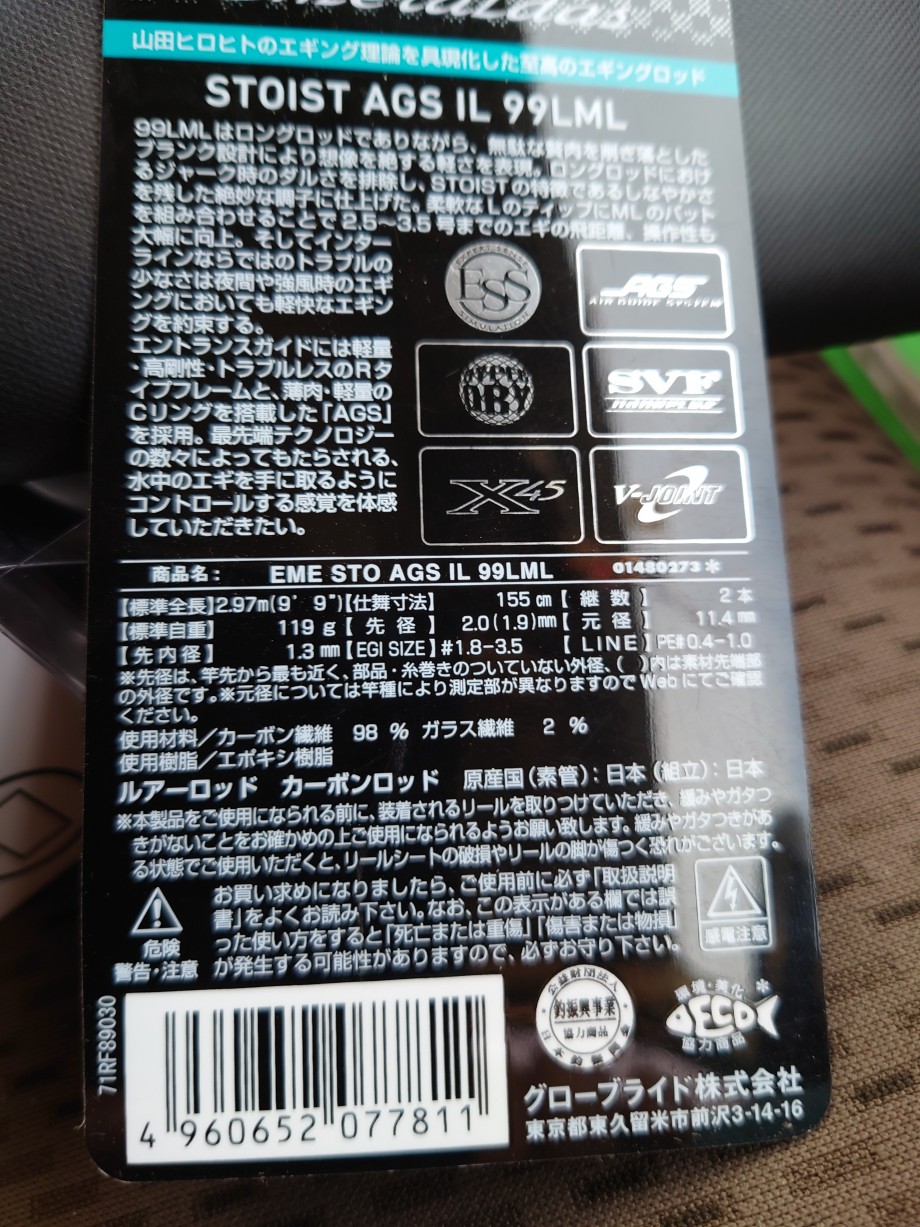 山田ヒロヒトのエギング理論を具現化した至高のエギングロッド
STOIST AGS IL 99LML
99LMLはロングロッドでありながら、無駄な贅肉を削ぎ落とした
ブランク設計により想像を絶する軽さを表現。ロングロッドにおけ
るジャーク時のダルさを排除し、STOISTの特徴であるしなやかさ
を残した絶妙な調子に仕上げた。柔軟なLのティップにMLのバット
を組み合わせることで2.5〜3.5号までのエギの飛距離、操作性も
大幅に向上。そしてインター
ラインならではのトラブルの
少なさは夜間や強風時のエギ
ングにおいても軽快なエギン
グを約束する。
エントランスガイドには軽量
・高剛性・トラブルレスのRタ
イプフレームと、薄肉・軽量の
Cリングを搭載した「AGS」
を採用。最先端テクノロジー
の数々によってもたらされる、
水中のエギを手に取るように
コントロールする感覚を体感
していただきたい。
ESS
SIMULATION
AGS
AIR GUIDE SYSTEM
SVF
NANOPLUS
X45
V-JOINT
商品名: EME STO AGS IL 99LML 01480273*
【標準全長】2.97m(9′9″)【仕舞寸法】 155cm【継数】 2本
【標準自重】 119g【先径】 2.0(1.9)mm【元径】 11.4mm
【先内径】 1.3mm【EGI SIZE】#1.8-3.5 【LINE】PE#0.4-1.0
※先径は、竿先から最も近く、部品・糸巻きのついていない外径、( )内は素材先端部
の外径です。※元径については竿種により測定部が異なりますのでWebにてご確認
ください。
使用材料/カーボン繊維 98 % ガラス繊維 2 %
使用樹脂/エポキシ樹脂
ルアーロッド カーボンロッド 原産国(素管):日本(組立):日本
※本製品をご使用になられる前に、装着されるリールを取りつけていただき、緩みやガタつ
きがないことをお確かめの上ご使用になられるようお願い致します。緩みやガタつきがあ
る状態でご使用いただくと、リールシートの破損やリールの脚が傷つく恐れがございます。
危険
警告・注意
お買い求めになりましたら、ご使用前に必ず「取扱説明
書」をよくお読み下さい。なお、この表示がある欄では誤
った使い方をすると「死亡または重傷」「傷害または物損」
が発生する可能性がありますので、必ずお守り下さい。
感電注意
71RF89030
4 960652 077811
公益財団法人
釣振興事業
協力商品
日本釣振興会
環境・美化
ECO
協力商品
グローブライド株式会社
東京都東久留米市前沢3-14-16